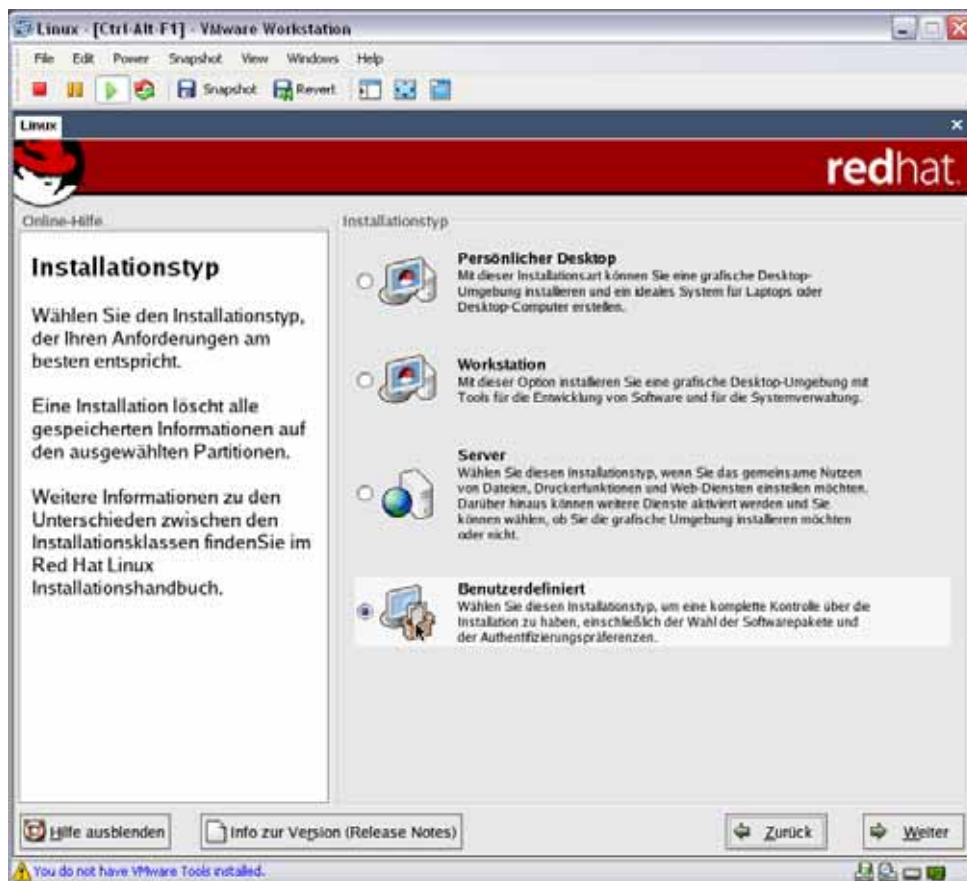 Linux - [Ctrl-Alt-F1] - VMware Workstation
File Edit Power Snapshot View Windows Help
Snapshot Revert
Linux
redhat.
Online-Hilfe
Installationstyp
Wählen Sie den Installationstyp,
der Ihren Anforderungen am
besten entspricht.
Eine Installation löscht alle
gespeicherten Informationen auf
den ausgewählten Partitionen.
Weitere Informationen zu den
Unterschieden zwischen den
Installationsklassen findenSie im
Red Hat Linux
Installationshandbuch.
Installationstyp
Persönlicher Desktop
Mit dieser Installationsart können Sie eine grafische Desktop-
Umgebung installieren und ein ideales System für Laptops oder
Desktop-Computer erstellen.
Workstation
Mit dieser Option installieren Sie eine grafische Desktop-Umgebung mit
Tools für die Entwicklung von Software und für die Systemverwaltung.
Server
Wählen Sie diesen Installationstyp, wenn Sie das gemeinsame Nutzen
von Dateien, Druckerfunktionen und Web-Diensten einstellen möchten.
Darüber hinaus können weitere Dienste aktiviert werden und Sie
können wählen, ob Sie die grafische Umgebung installieren möchten
oder nicht.
Benutzerdefiniert
Wählen Sie diesen Installationstyp, um eine komplette Kontrolle über die
Installation zu haben, einschließlich der Wahl der Softwarepakete und
der Authentifizierungspräferenzen.
Hilfe ausblenden
Info zur Version (Release Notes)
Zurück
Weiter
You do not have VMware Tools installed.